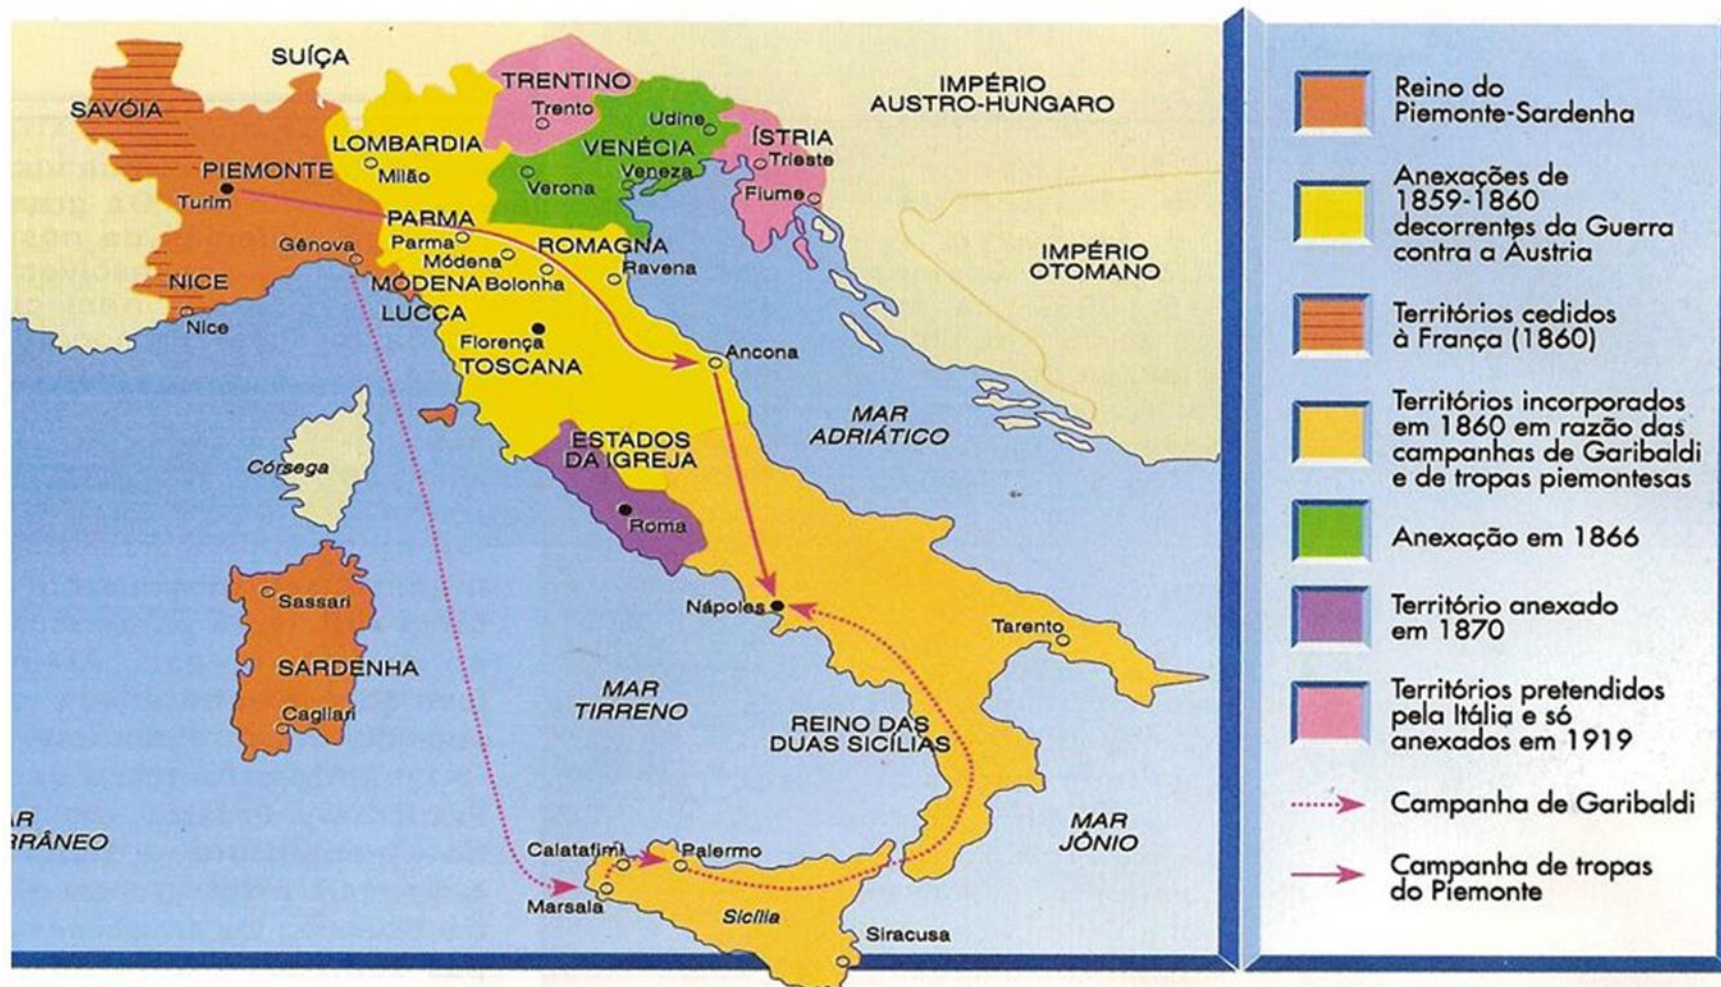 SUÍÇA
SAVÓIA
TRENTINO
Trento
IMPÉRIO
AUSTRO-HUNGARO
Udine
LOMBARDIA
VENÉCIA
ÍSTRIA
Trieste
PIEMONTE
Milão
Verona
Veneza
Fiume
Turim
PARMA
Parma
ROMAGNA
Gênova
Módena
Ravena
IMPÉRIO
OTOMANO
NICE
MÓDENA
Bolonha
LUCCA
Nice
Florença
TOSCANA
Ancona
MAR
ADRIÁTICO
ESTADOS
DA IGREJA
Córsega
Roma
Sassari
Nápoles
Tarento
SARDENHA
MAR
TIRRENO
Cagliari
REINO DAS
DUAS SICÍLIAS
AR
RRÂNEO
MAR
JÔNIO
Calatafimi
Palermo
Marsala
Sicília
Siracusa
Reino do
Piemonte-Sardenha
Anexações de
1859-1860
decorrentes da Guerra
contra a Áustria
Territórios cedidos
à França (1860)
Territórios incorporados
em 1860 em razão das
campanhas de Garibaldi
e de tropas piemontesas
Anexação em 1866
Território anexado
em 1870
Territórios pretendidos
pela Itália e só
anexados em 1919
Campanha de Garibaldi
Campanha de tropas
do Piemonte